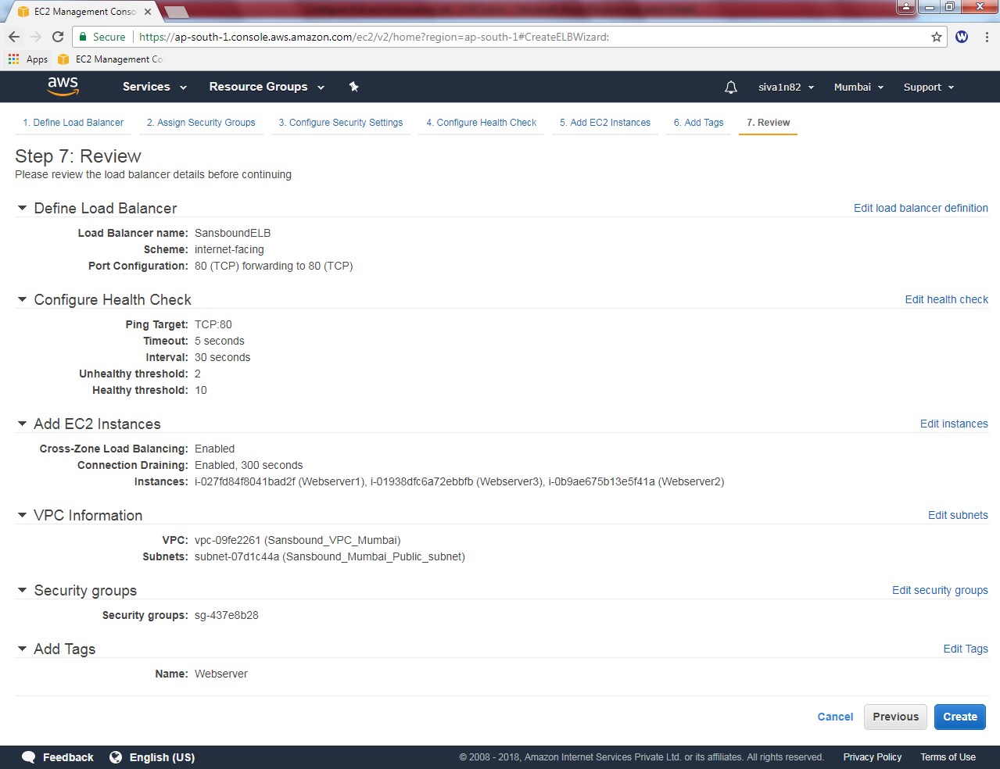 EC2 Management Conso
Secure https://ap-south-1.console.aws.amazon.com/ec2/v2/home?region=ap-south-1#CreateELBWizard:
Apps EC2 Management Co
aws Services Resource Groups siva1n82 Mumbai Support
1. Define Load Balancer 2. Assign Security Groups 3. Configure Security Settings 4. Configure Health Check 5. Add EC2 Instances 6. Add Tags 7. Review
Step 7: Review
Please review the load balancer details before continuing
Define Load Balancer Edit load balancer definition
Load Balancer name: SansboundELB
Scheme: internet-facing
Port Configuration: 80 (TCP) forwarding to 80 (TCP)
Configure Health Check Edit health check
Ping Target: TCP:80
Timeout: 5 seconds
Interval: 30 seconds
Unhealthy threshold: 2
Healthy threshold: 10
Add EC2 Instances Edit instances
Cross-Zone Load Balancing: Enabled
Connection Draining: Enabled, 300 seconds
Instances: i-027fd84f8041bad2f (Webserver1), i-01938dfc6a72ebbfb (Webserver3), i-0b9ae675b13e5f41a (Webserver2)
VPC Information Edit subnets
VPC: vpc-09fe2261 (Sansbound_VPC_Mumbai)
Subnets: subnet-07d1c44a (Sansbound_Mumbai_Public_subnet)
Security groups Edit security groups
Security groups: sg-437e8b28
Add Tags Edit Tags
Name: Webserver
Cancel Previous Create
Feedback English (US) © 2008 - 2018, Amazon Internet Services Private Ltd. or its affiliates. All rights reserved. Privacy Policy Terms of Use